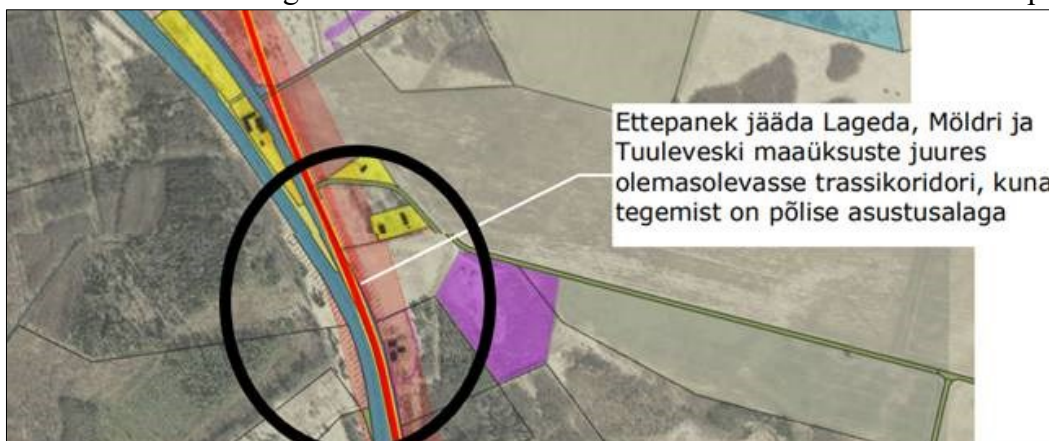 Ettepanek jääda Lageda, Möldri ja
Tuuleveski maaüksuste juures
olemasolevasse trassikoridori, kuna
tegemist on põlise asustusalaga